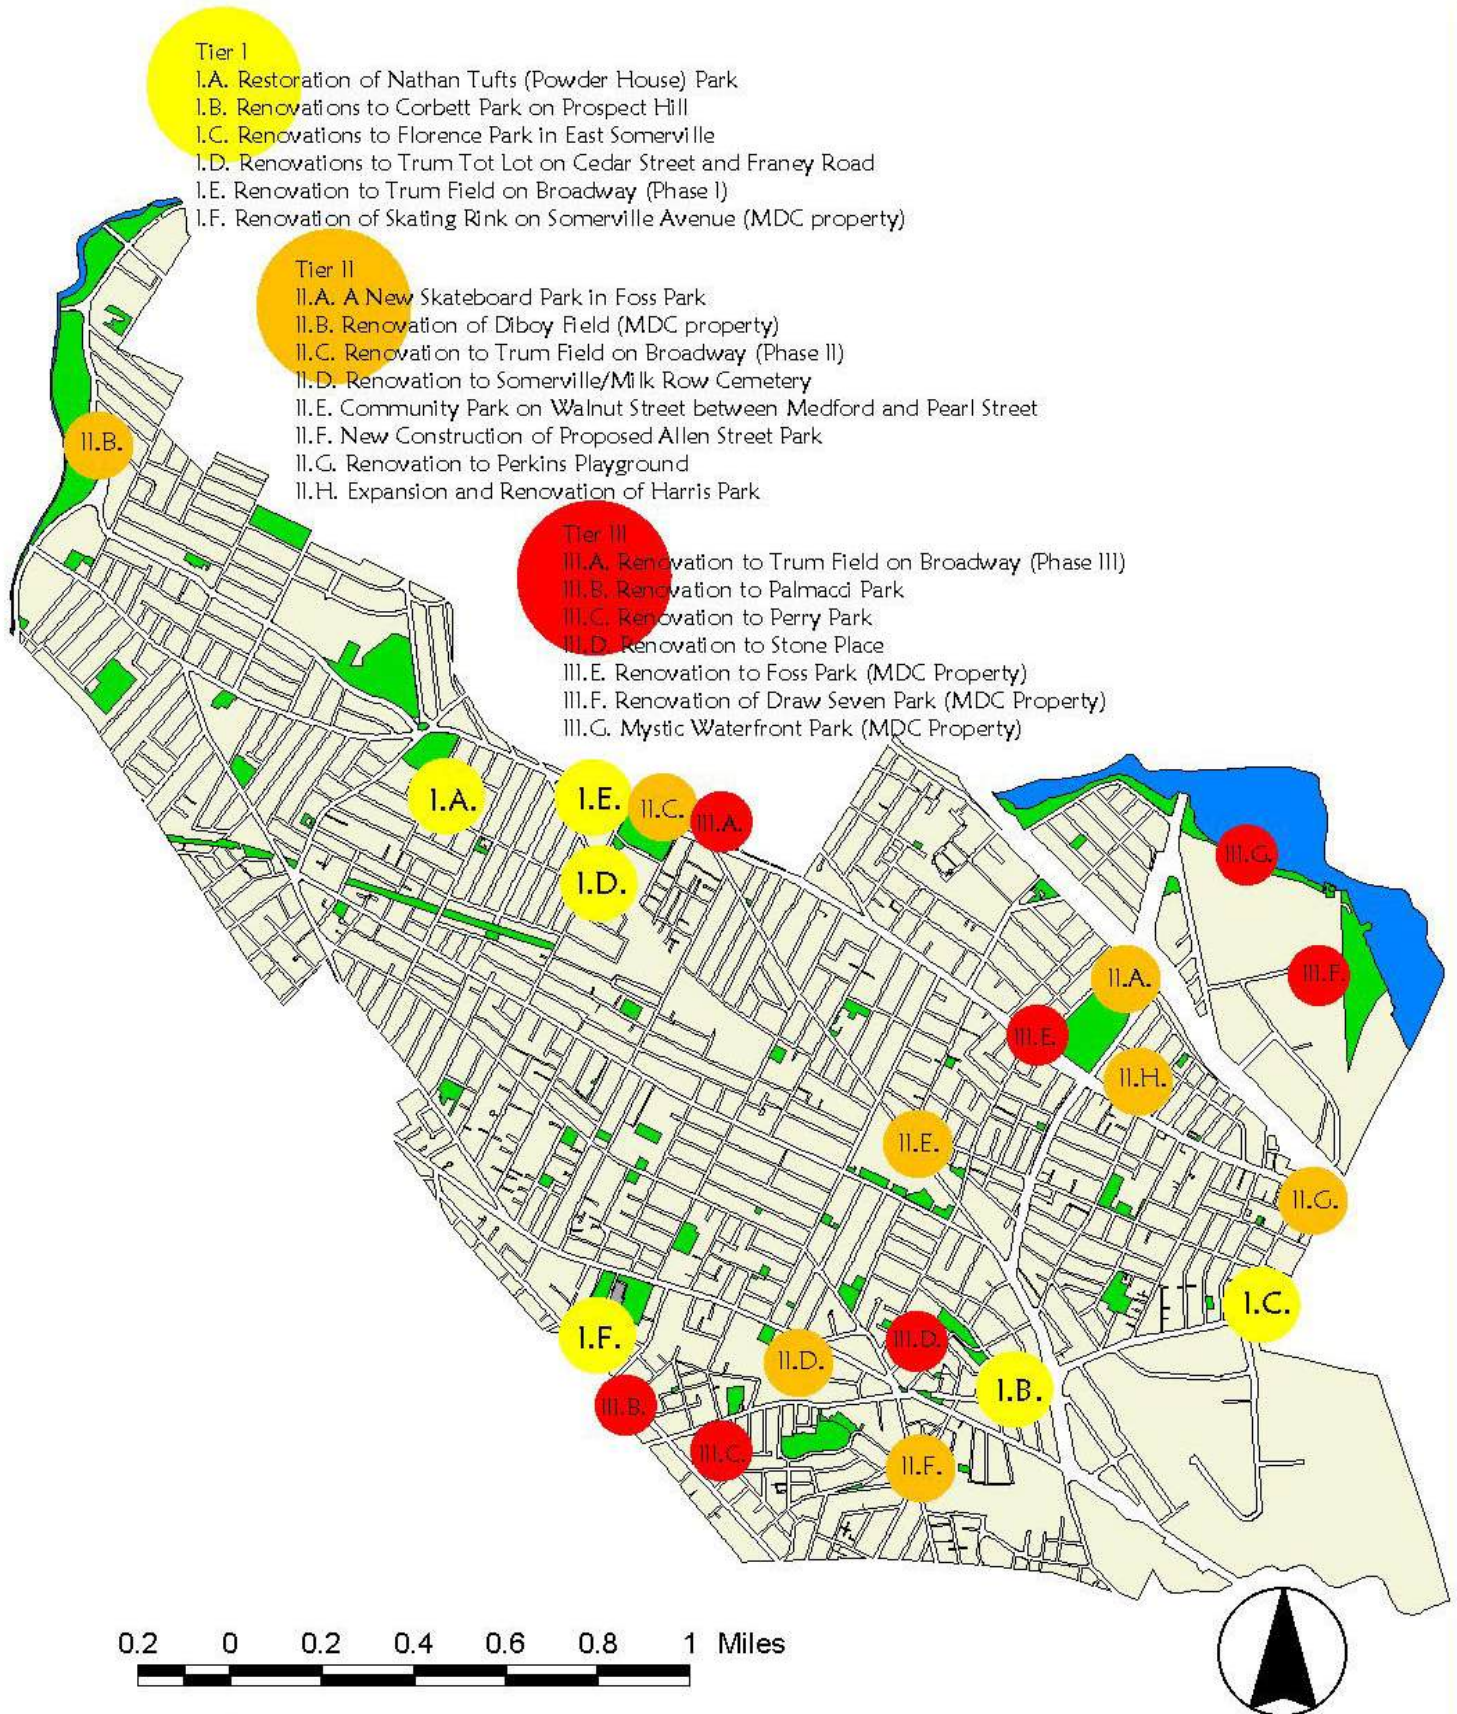 Tier I
I.A. Restoration of Nathan Tufts (Powder House) Park
I.B. Renovations to Corbett Park on Prospect Hill
I.C. Renovations to Florence Park in East Somerville
I.D. Renovations to Trum Tot Lot on Cedar Street and Franey Road
I.E. Renovation to Trum Field on Broadway (Phase I)
I.F. Renovation of Skating Rink on Somerville Avenue (MDC property)
Tier II
II.A. A New Skateboard Park in Foss Park
II.B. Renovation of Diboy Field (MDC property)
II.C. Renovation to Trum Field on Broadway (Phase II)
II.D. Renovation to Somerville/Milk Row Cemetery
II.E. Community Park on Walnut Street between Medford and Pearl Street
II.F. New Construction of Proposed Allen Street Park
II.G. Renovation to Perkins Playground
II.H. Expansion and Renovation of Harris Park
Tier III
III.A. Renovation to Trum Field on Broadway (Phase III)
III.B. Renovation to Palmacci Park
III.C. Renovation to Perry Park
III.D. Renovation to Stone Place
III.E. Renovation to Foss Park (MDC Property)
III.F. Renovation of Draw Seven Park (MDC Property)
III.G. Mystic Waterfront Park (MDC Property)
II.B.
I.A.
I.E.
II.C.
III.A.
I.D.
III.G.
II.A.
III.F.
III.E.
II.H.
II.E.
II.G.
I.C.
I.F.
III.D.
II.D.
I.B.
III.B.
III.C.
II.F.
0.2 0 0.2 0.4 0.6 0.8 1 Miles